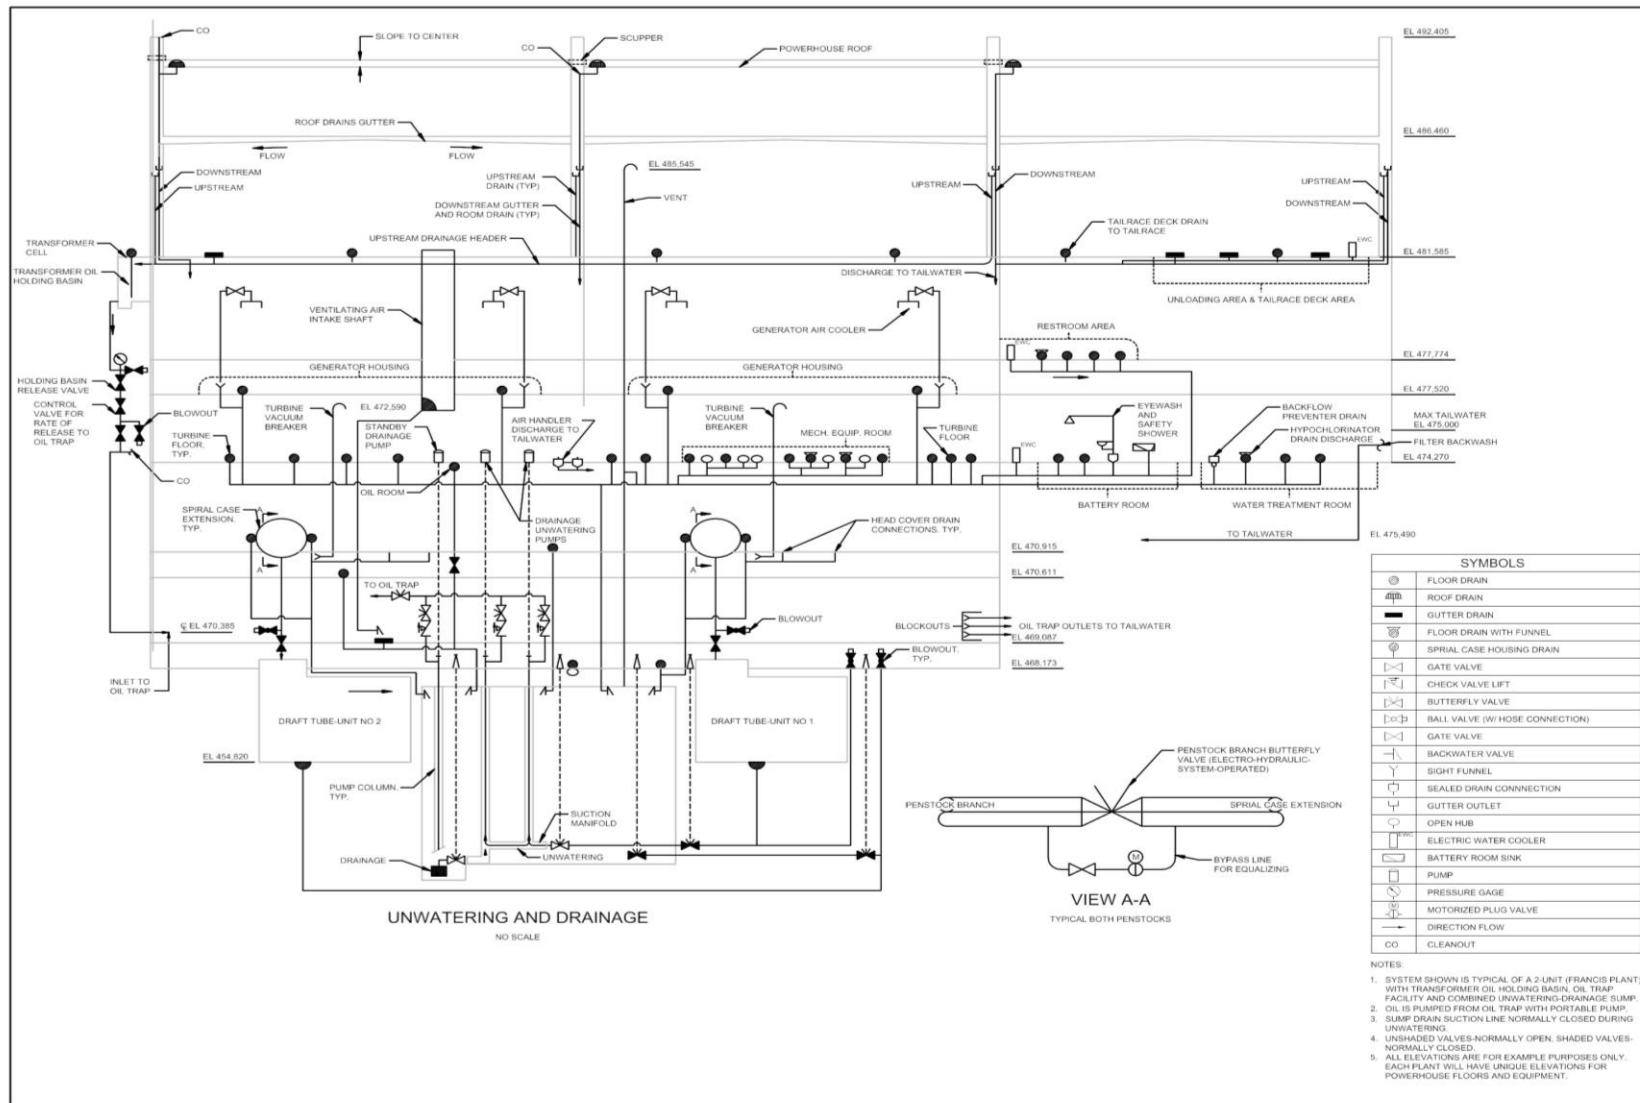 CO
SLOPE TO CENTER
CO
SCUPPER
POWERHOUSE ROOF
EL 492,405
ROOF DRAINS GUTTER
EL 486,460
FLOW
FLOW
DOWNSTREAM
UPSTREAM
UPSTREAM
DRAIN (TYP)
EL 485,545
VENT
DOWNSTREAM GUTTER
AND ROOM DRAIN (TYP)
UPSTREAM DRAINAGE HEADER
UPSTREAM
DOWNSTREAM
UPSTREAM
DOWNSTREAM
TAILRACE DECK DRAIN
TO TAILRACE
EWC
EL 481,585
TRANSFORMER
CELL
TRANSFORMER OIL
HOLDING BASIN
DISCHARGE TO TAILWATER
UNLOADING AREA & TAILRACE DECK AREA
VENTILATING AIR
INTAKE SHAFT
GENERATOR AIR COOLER
RESTROOM AREA
EWC
EL 477,774
GENERATOR HOUSING
GENERATOR HOUSING
EL 477,520
HOLDING BASIN
RELEASE VALVE
CONTROL
VALVE FOR
RATE OF
RELEASE TO
OIL TRAP
BLOWOUT
TURBINE
FLOOR,
TYP.
CO
TURBINE
VACUUM
BREAKER
EL 472,590
STANDBY
DRAINAGE
PUMP
AIR HANDLER
DISCHARGE TO
TAILWATER
TURBINE
VACUUM
BREAKER
MECH. EQUIP. ROOM
TURBINE
FLOOR
EWC
EYEWASH
AND
SAFETY
SHOWER
BACKFLOW
PREVENTER DRAIN
HYPOCHLORINATOR
DRAIN DISCHARGE
MAX TAILWATER
EL 475,000
FILTER BACKWASH
EL 474,270
OIL ROOM
BATTERY ROOM
WATER TREATMENT ROOM
SPIRAL CASE
EXTENSION,
TYP.
A
A
DRAINAGE
UNWATERING
PUMPS
A
A
HEAD COVER DRAIN
CONNECTIONS, TYP.
TO TAILWATER
EL 475,490
EL 470,915
EL 470,611
TO OIL TRAP
₵ EL 470,385
BLOWOUT
BLOCKOUTS
OIL TRAP OUTLETS TO TAILWATER
EL 469,087
BLOWOUT,
TYP.
EL 468,173
INLET TO
OIL TRAP
DRAFT TUBE-UNIT NO 2
DRAFT TUBE-UNIT NO 1
EL 454,820
PUMP COLUMN,
TYP.
SUCTION
MANIFOLD
DRAINAGE
UNWATERING
UNWATERING AND DRAINAGE
NO SCALE
PENSTOCK BRANCH BUTTERFLY
VALVE (ELECTRO-HYDRAULIC-
SYSTEM-OPERATED)
PENSTOCK BRANCH
SPRIAL CASE EXTENSION
M
BYPASS LINE
FOR EQUALIZING
VIEW A-A
TYPICAL BOTH PENSTOCKS
SYMBOLS
FLOOR DRAIN
ROOF DRAIN
GUTTER DRAIN
FLOOR DRAIN WITH FUNNEL
SPRIAL CASE HOUSING DRAIN
GATE VALVE
CHECK VALVE LIFT
BUTTERFLY VALVE
BALL VALVE (W/ HOSE CONNECTION)
GATE VALVE
BACKWATER VALVE
SIGHT FUNNEL
SEALED DRAIN CONNNECTION
GUTTER OUTLET
OPEN HUB
EWC ELECTRIC WATER COOLER
BATTERY ROOM SINK
PUMP
PRESSURE GAGE
M MOTORIZED PLUG VALVE
DIRECTION FLOW
CO CLEANOUT
NOTES:
1. SYSTEM SHOWN IS TYPICAL OF A 2-UNIT (FRANCIS PLANT)
WITH TRANSFORMER OIL HOLDING BASIN, OIL TRAP
FACILITY AND COMBINED UNWATERING-DRAINAGE SUMP.
2. OIL IS PUMPED FROM OIL TRAP WITH PORTABLE PUMP.
3. SUMP DRAIN SUCTION LINE NORMALLY CLOSED DURING
UNWATERING.
4. UNSHADED VALVES-NORMALLY OPEN, SHADED VALVES-
NORMALLY CLOSED.
5. ALL ELEVATIONS ARE FOR EXAMPLE PURPOSES ONLY.
EACH PLANT WILL HAVE UNIQUE ELEVATIONS FOR
POWERHOUSE FLOORS AND EQUIPMENT.